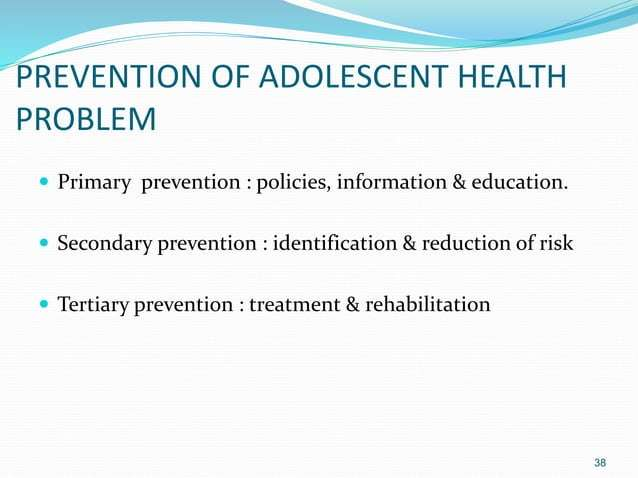 PREVENTION OF ADOLESCENT HEALTH
PROBLEM
• Primary prevention : policies, information & education.
• Secondary prevention : identification & reduction of risk
• Tertiary prevention : treatment & rehabilitation
38